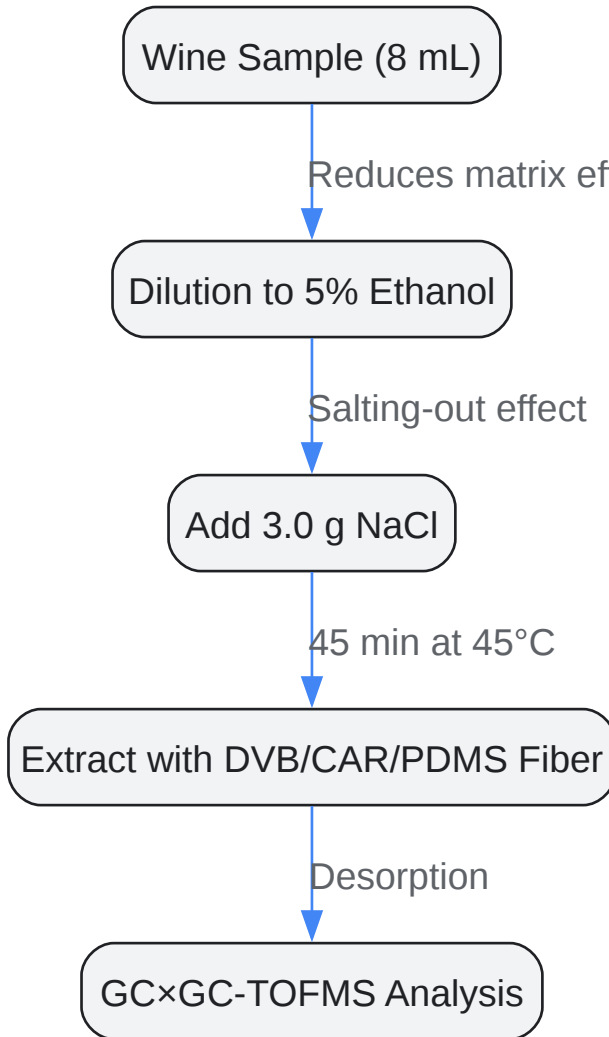 Wine Sample (8 mL)
Reduces matrix
Dilution to 5% Ethanol
Salting-out effect
Add 3.0 g NaCl
45 min at 45°C
Extract with DVB/CAR/PDMS Fiber
Desorption
GC×GC-TOFMS Analysis